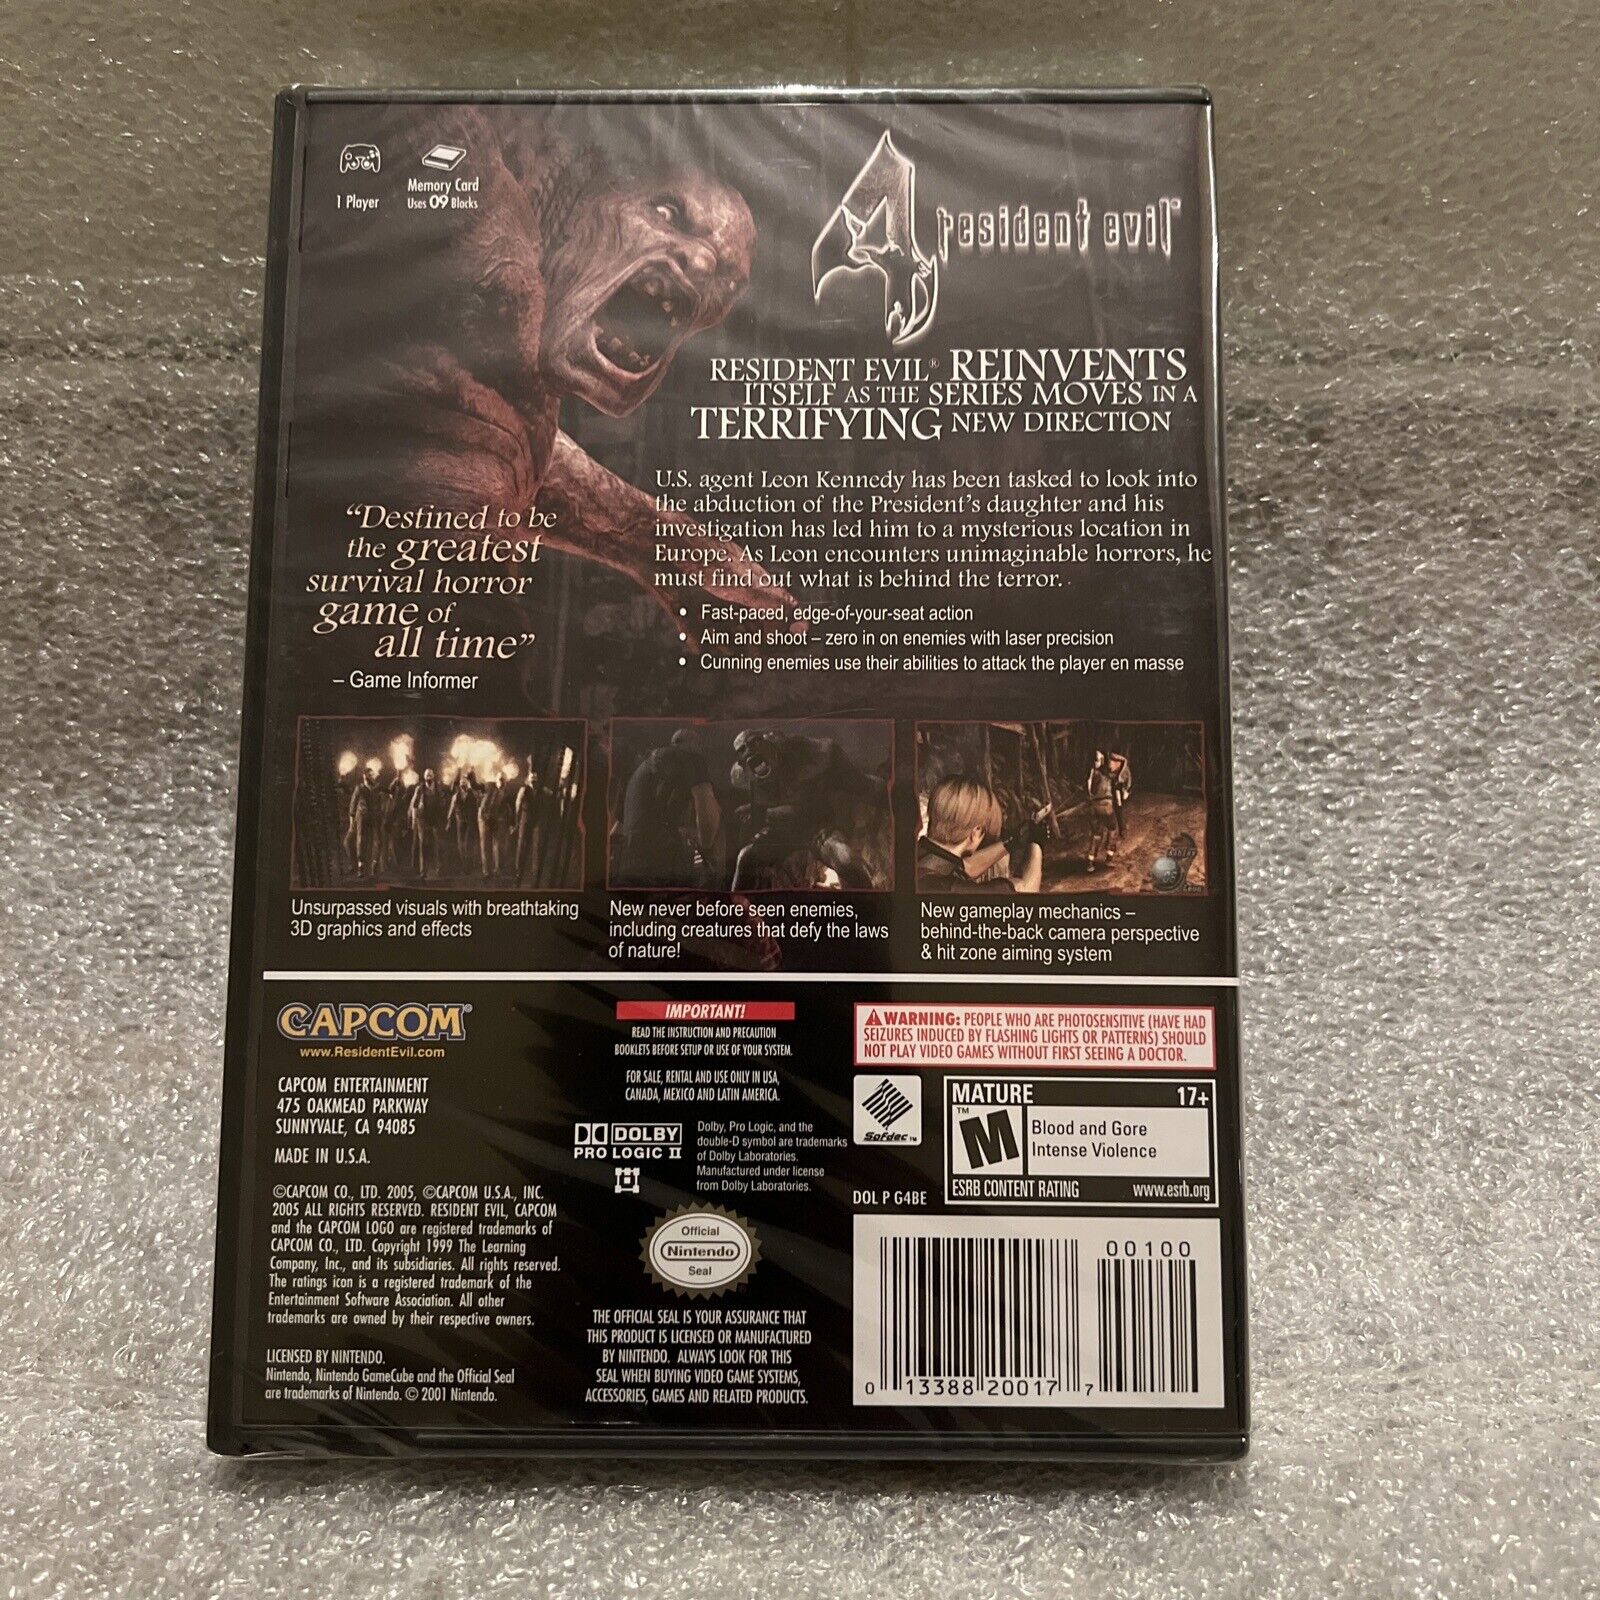 1 Player
Memory Card
Uses 09 Blocks
4
resident evil™
RESIDENT EVIL® REINVENTS
ITSELF AS THE SERIES MOVES IN A
TERRIFYING NEW DIRECTION
U.S. agent Leon Kennedy has been tasked to look into
the abduction of the President's daughter and his
investigation has led him to a mysterious location in
Europe. As Leon encounters unimaginable horrors, he
must find out what is behind the terror.
• Fast-paced, edge-of-your-seat action
• Aim and shoot – zero in on enemies with laser precision
• Cunning enemies use their abilities to attack the player en masse
“Destined to be
the greatest
survival horror
game of
all time”
– Game Informer
Ashley
Leon
Unsurpassed visuals with breathtaking
3D graphics and effects
New never before seen enemies,
including creatures that defy the laws
of nature!
New gameplay mechanics –
behind-the-back camera perspective
& hit zone aiming system
CAPCOM®
www.ResidentEvil.com
CAPCOM ENTERTAINMENT
475 OAKMEAD PARKWAY
SUNNYVALE, CA 94085
MADE IN U.S.A.
©CAPCOM CO., LTD. 2005, ©CAPCOM U.S.A., INC.
2005 ALL RIGHTS RESERVED. RESIDENT EVIL, CAPCOM
and the CAPCOM LOGO are registered trademarks of
CAPCOM CO., LTD. Copyright 1999 The Learning
Company, Inc., and its subsidiaries. All rights reserved.
The ratings icon is a registered trademark of the
Entertainment Software Association. All other
trademarks are owned by their respective owners.
LICENSED BY NINTENDO.
Nintendo, Nintendo GameCube and the Official Seal
are trademarks of Nintendo. © 2001 Nintendo.
IMPORTANT!
READ THE INSTRUCTION AND PRECAUTION
BOOKLETS BEFORE SETUP OR USE OF YOUR SYSTEM.
FOR SALE, RENTAL AND USE ONLY IN USA,
CANADA, MEXICO AND LATIN AMERICA.
DOLBY
PRO LOGIC II
Dolby, Pro Logic, and the
double-D symbol are trademarks
of Dolby Laboratories.
Manufactured under license
from Dolby Laboratories.
Official
Nintendo
Seal
THE OFFICIAL SEAL IS YOUR ASSURANCE THAT
THIS PRODUCT IS LICENSED OR MANUFACTURED
BY NINTENDO. ALWAYS LOOK FOR THIS
SEAL WHEN BUYING VIDEO GAME SYSTEMS,
ACCESSORIES, GAMES AND RELATED PRODUCTS.
WARNING: PEOPLE WHO ARE PHOTOSENSITIVE (HAVE HAD
SEIZURES INDUCED BY FLASHING LIGHTS OR PATTERNS) SHOULD
NOT PLAY VIDEO GAMES WITHOUT FIRST SEEING A DOCTOR.
Sofdec™
DOL P G4BE
MATURE 17+
M™
Blood and Gore
Intense Violence
ESRB CONTENT RATING www.esrb.org
00100
0 13388 20017 7